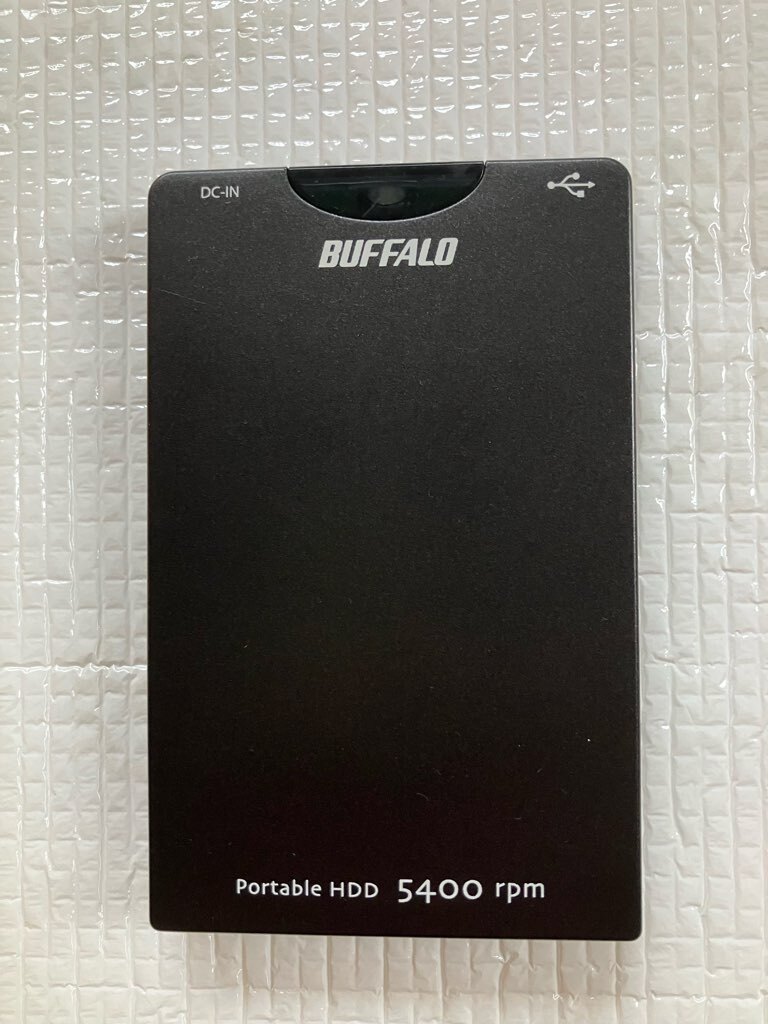 DC-IN
BUFFALO
Portable HDD 5400 rpm